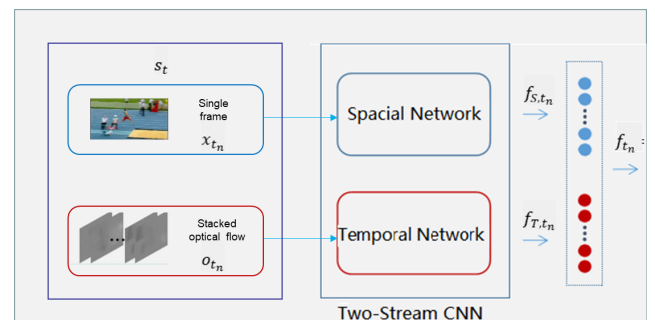 s_t
Single
frame
x_{t_n}
Spacial Network
f_{S,t_n}
f_{t_n} =
Stacked
optical flow
o_{t_n}
Temporal Network
f_{T,t_n}
Two-Stream CNN